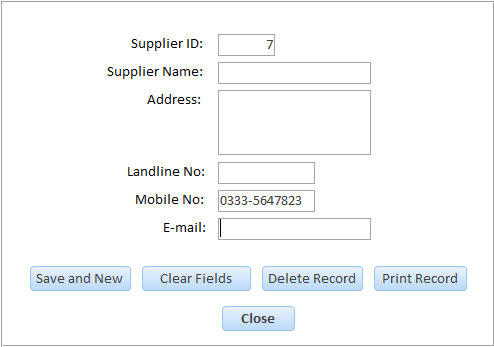 Supplier ID: 7
Supplier Name:
Address:
Landline No:
Mobile No: 0333-5647823
E-mail:
Save and New Clear Fields Delete Record Print Record
Close